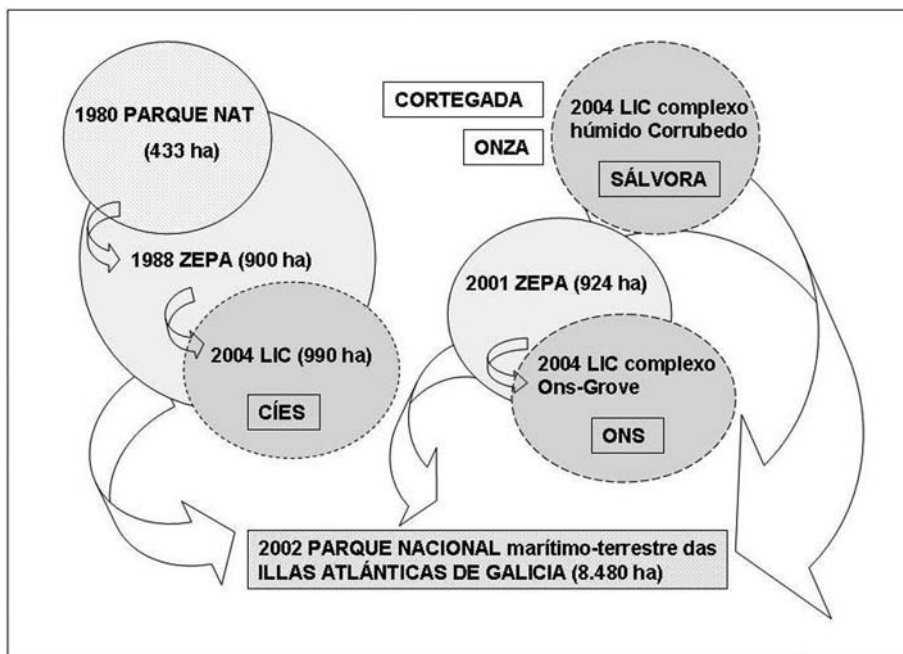 1980 PARQUE NAT
(433 ha)
1988 ZEPA (900 ha)
2004 LIC (990 ha)
CÍES
CORTEGADA
ONZA
2004 LIC complexo
húmido Corrubedo
SÁLVORA
2001 ZEPA (924 ha)
2004 LIC complexo
Ons-Grove
ONS
2002 PARQUE NACIONAL marítimo-terrestre das
ILLAS ATLÁNTICAS DE GALICIA (8.480 ha)